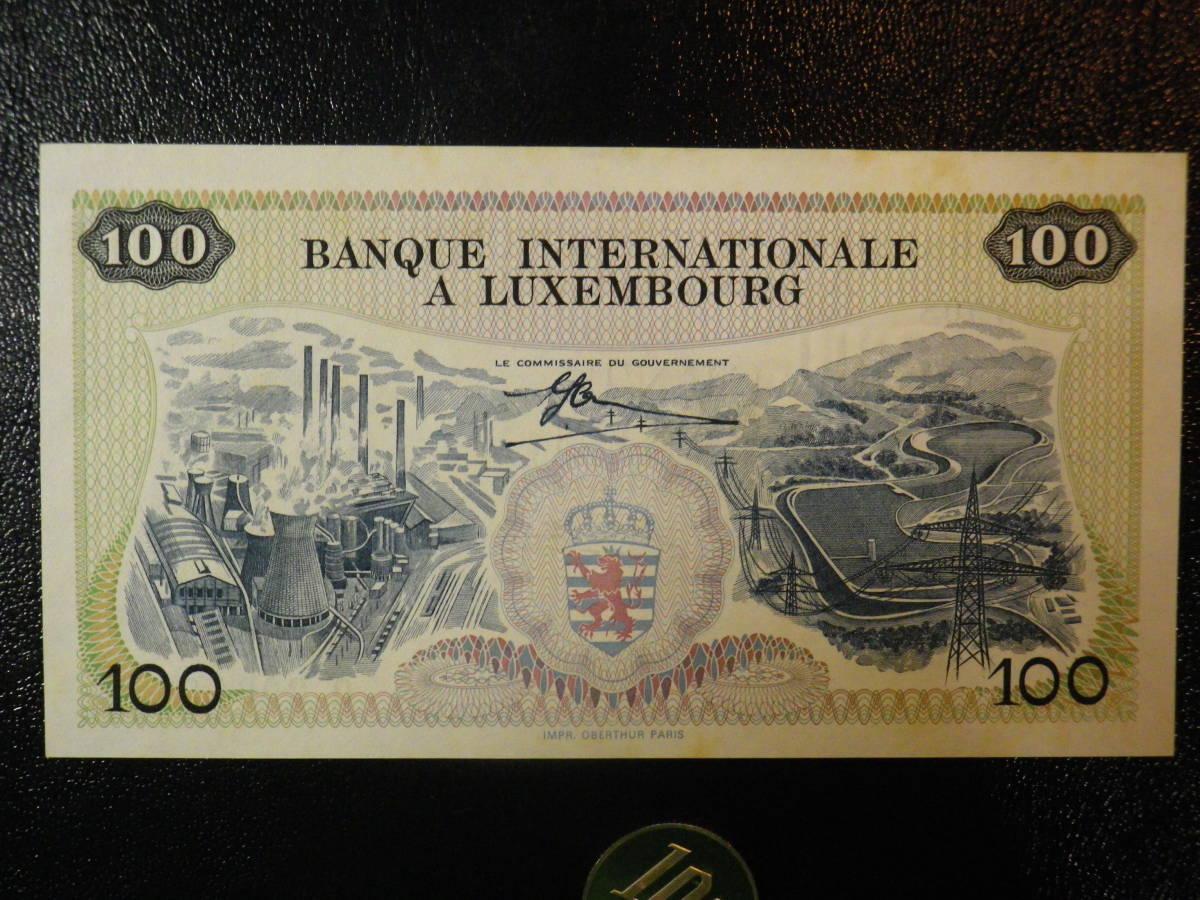 100
100
BANQUE INTERNATIONALE
A LUXEMBOURG
LE COMMISSAIRE DU GOUVERNEMENT
100
100
IMPR. OBERTHUR PARIS